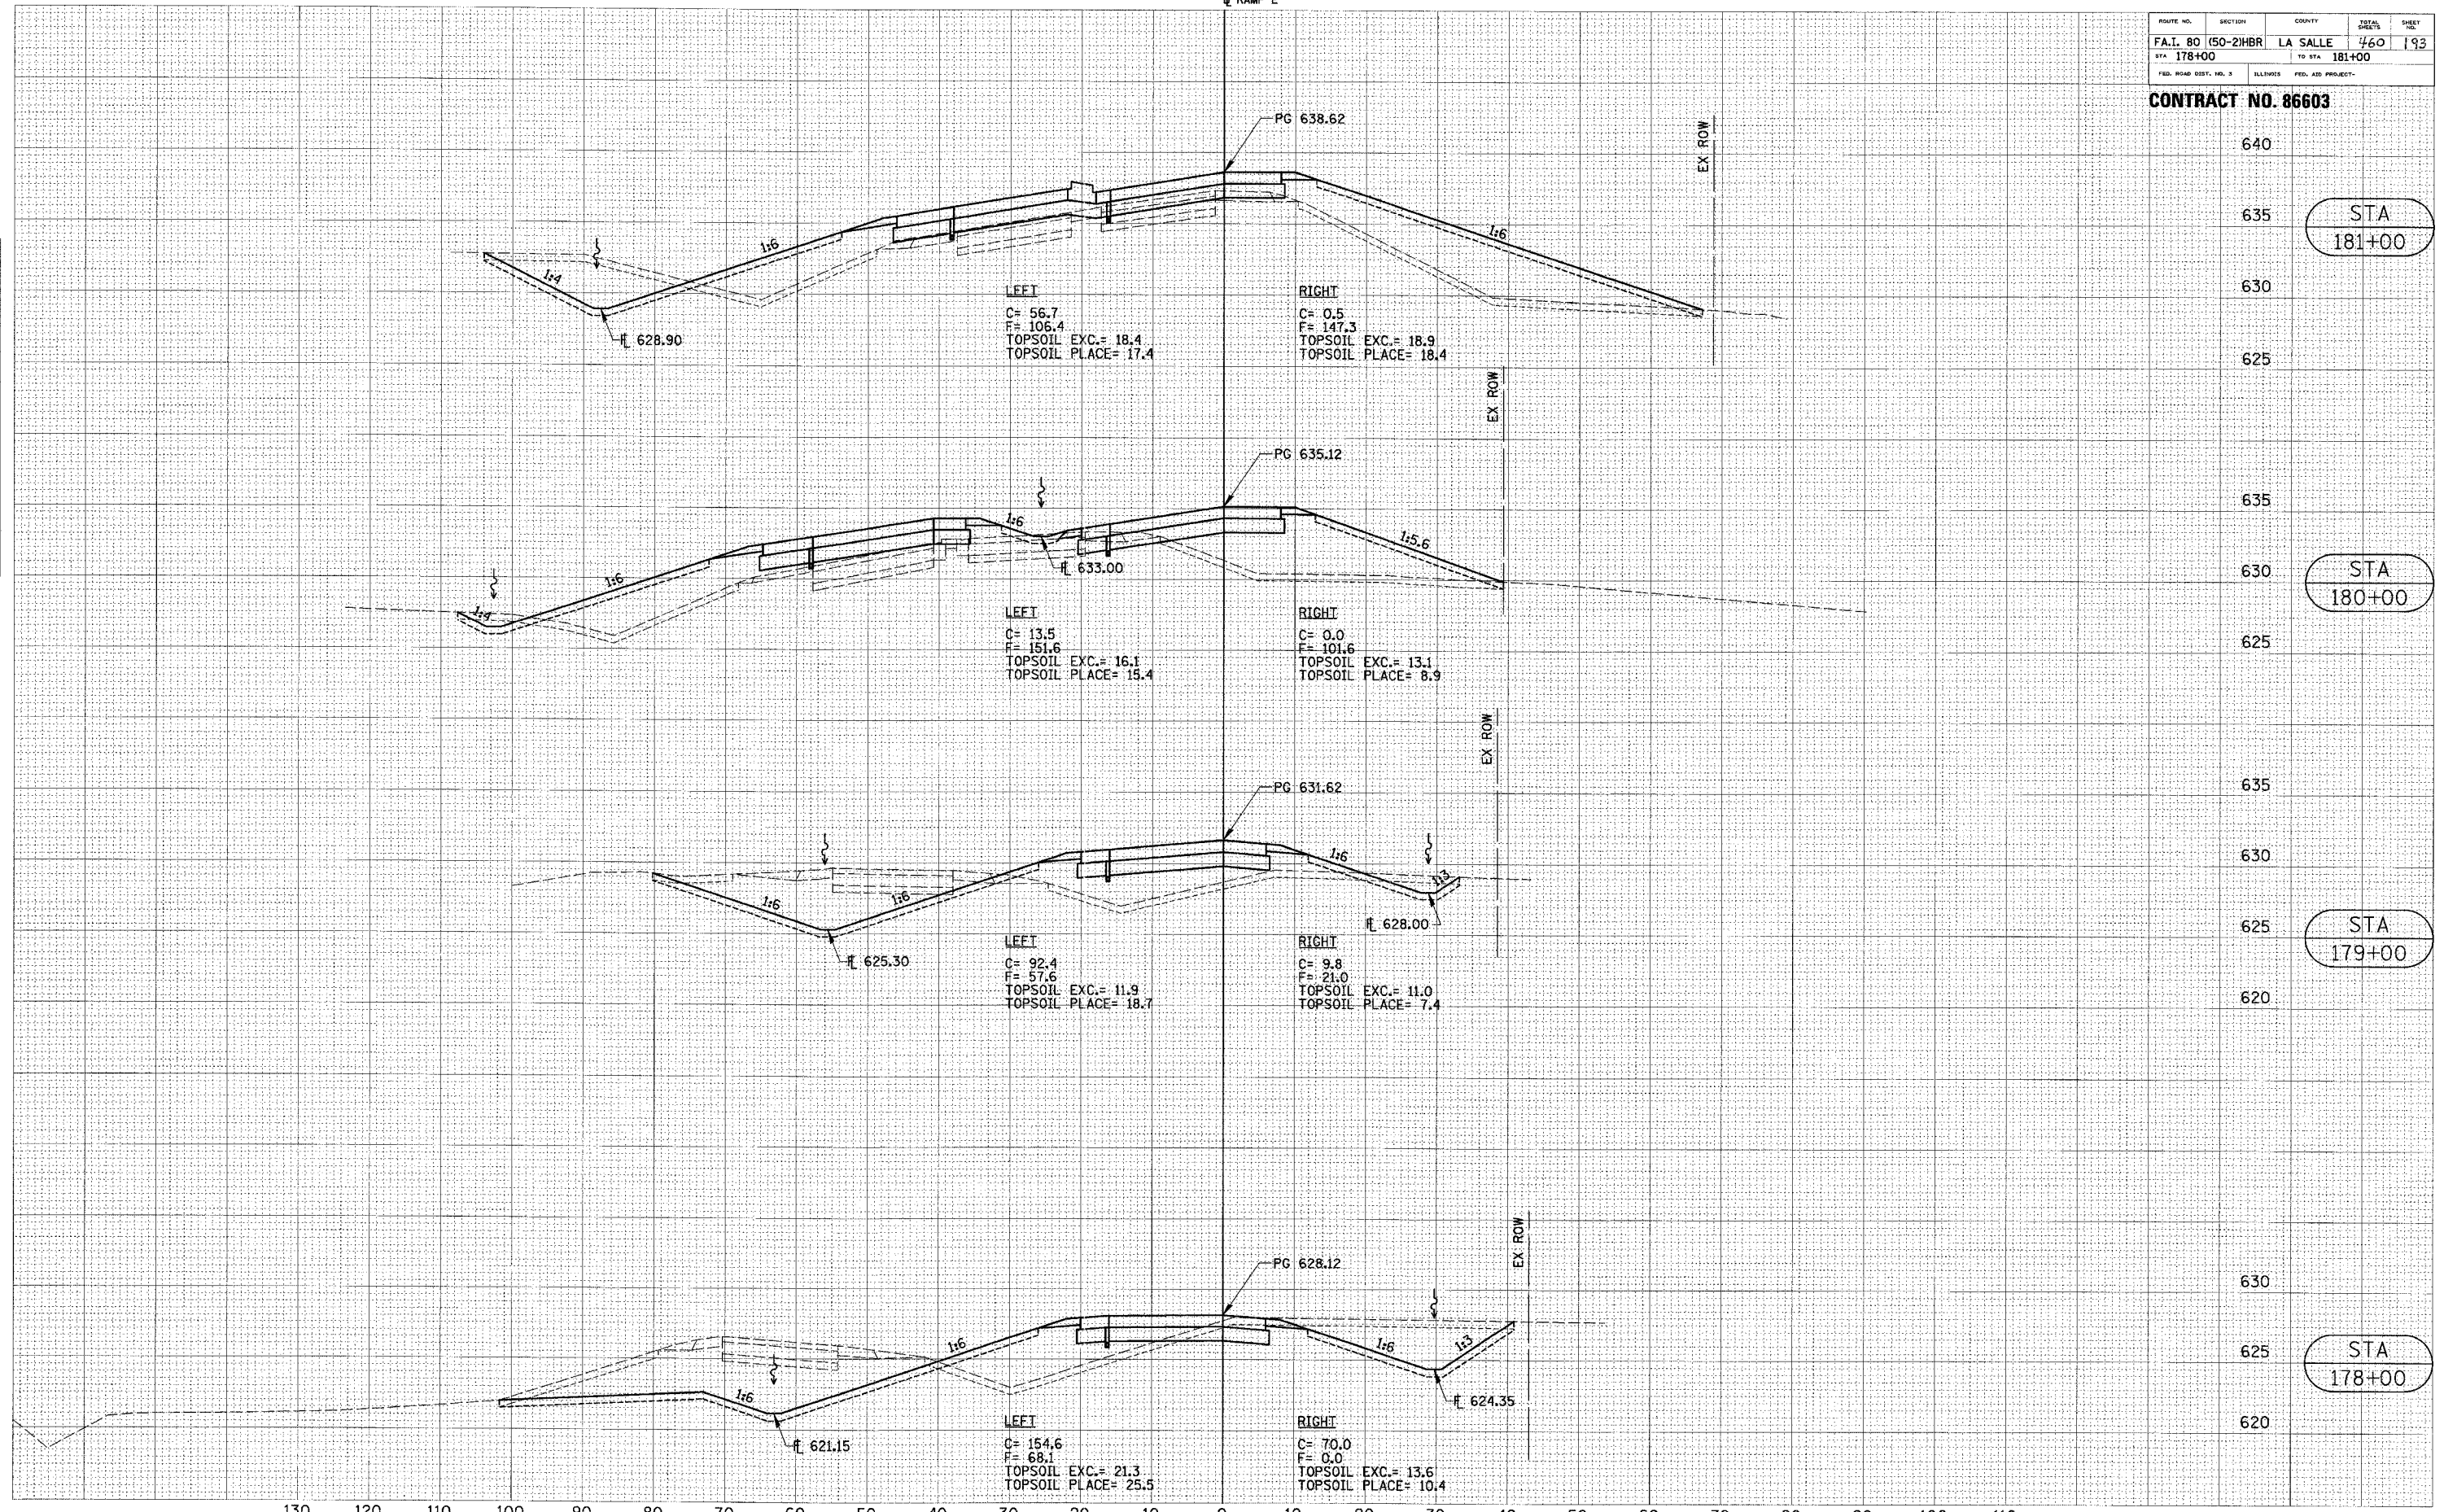 ℄ RAMP E
ROUTE NO. SECTION COUNTY TOTAL SHEETS SHEET NO.
F.A.I. 80 (50-2)HBR LA SALLE 460 193
STA 178+00 TO STA 181+00
FED. ROAD DIST. NO. 3 ILLINOIS FED. AID PROJECT-
CONTRACT NO. 86603
PG 638.62
EX ROW
640
635
630
625
STA
181+00
1:4
1:6
1:6
FL 628.90
LEFT
C= 56.7
F= 106.4
TOPSOIL EXC.= 18.4
TOPSOIL PLACE= 17.4
RIGHT
C= 0.5
F= 147.3
TOPSOIL EXC.= 18.9
TOPSOIL PLACE= 18.4
PG 635.12
EX ROW
635
630
625
STA
180+00
1:4
1:6
1:6
1:5.6
FL 633.00
LEFT
C= 13.5
F= 151.6
TOPSOIL EXC.= 16.1
TOPSOIL PLACE= 15.4
RIGHT
C= 0.0
F= 101.6
TOPSOIL EXC.= 13.1
TOPSOIL PLACE= 8.9
PG 631.62
EX ROW
635
630
625
620
STA
179+00
1:6
1:6
1:6
1:3
FL 625.30
FL 628.00
LEFT
C= 92.4
F= 57.6
TOPSOIL EXC.= 11.9
TOPSOIL PLACE= 18.7
RIGHT
C= 9.8
F= 21.0
TOPSOIL EXC.= 11.0
TOPSOIL PLACE= 7.4
PG 628.12
EX ROW
630
625
620
STA
178+00
1:6
1:6
1:6
1:3
FL 621.15
FL 624.35
LEFT
C= 154.6
F= 68.1
TOPSOIL EXC.= 21.3
TOPSOIL PLACE= 25.5
RIGHT
C= 70.0
F= 0.0
TOPSOIL EXC.= 13.6
TOPSOIL PLACE= 10.4
130 120 110 100 90 80 70 60 50 40 30 20 10 0 10 20 30 40 50 60 70 80 90 100 110